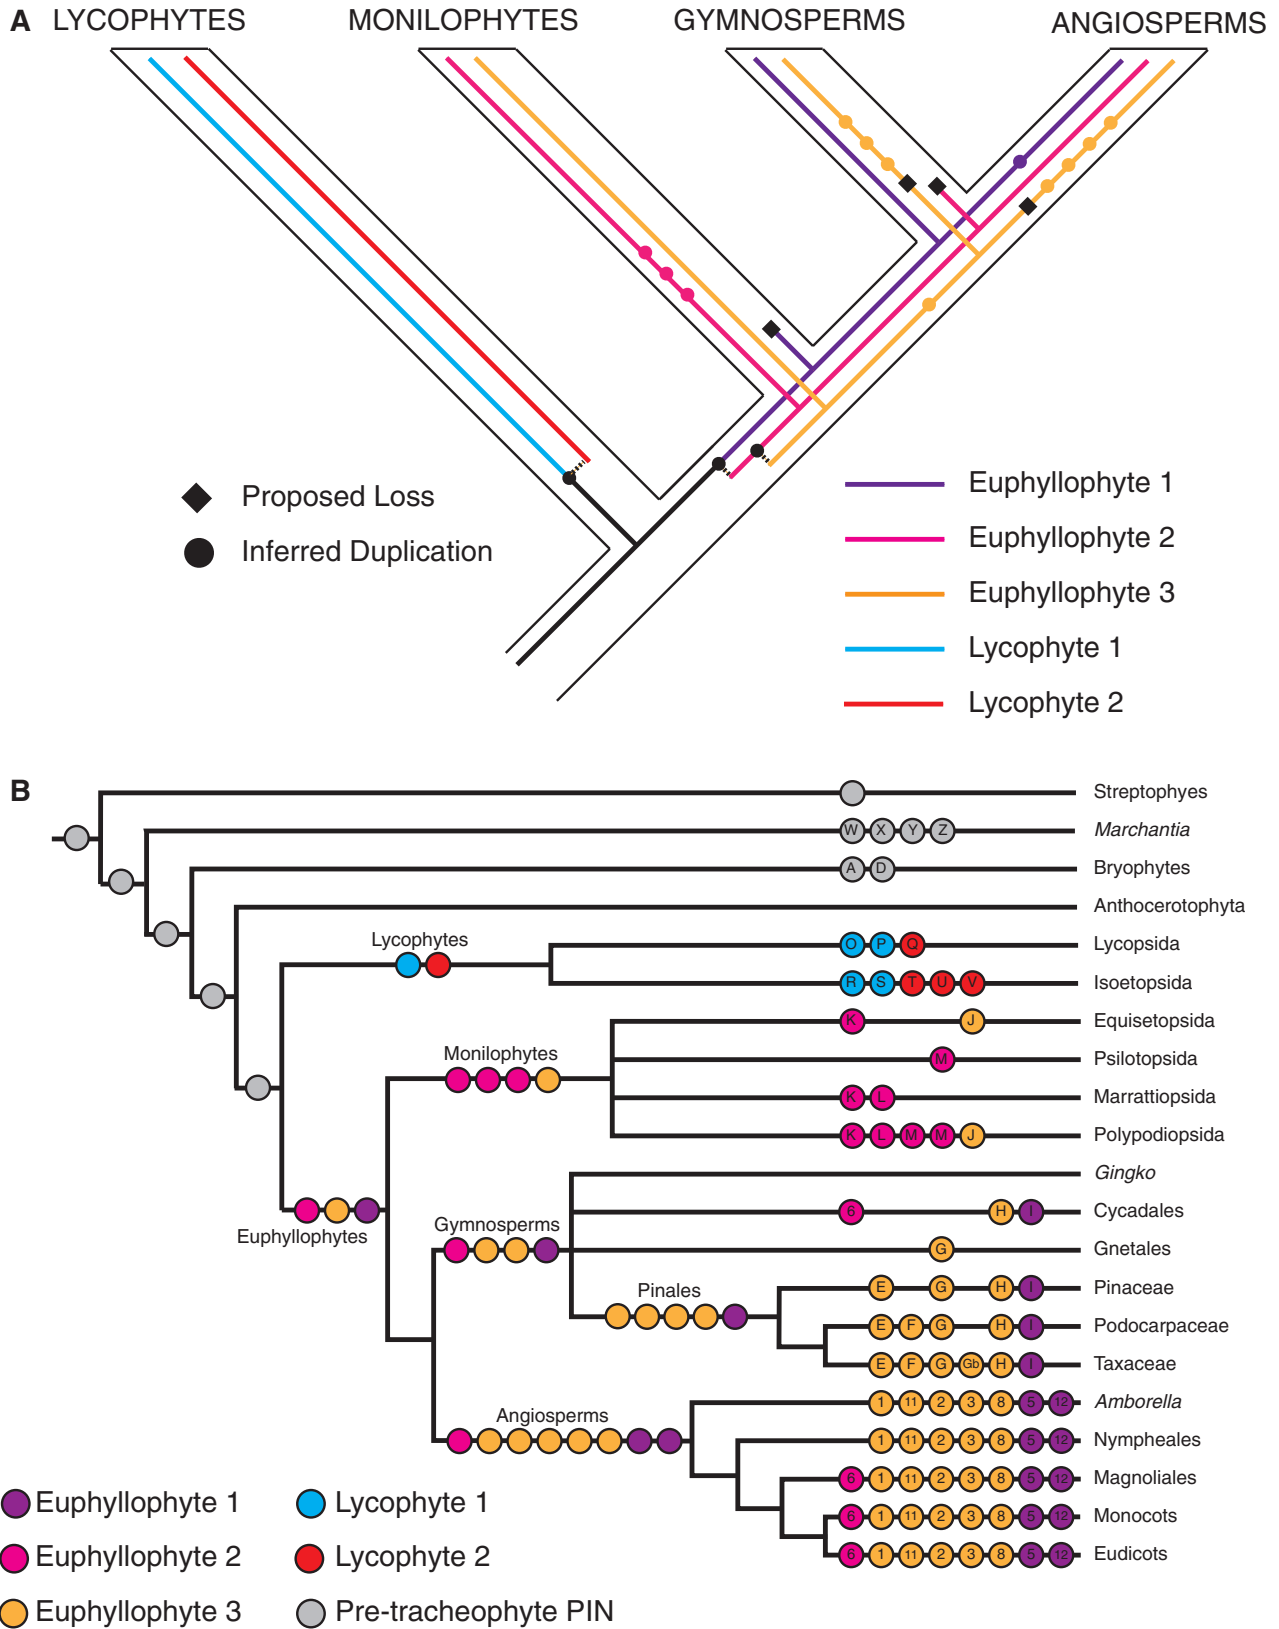 A LYCOPHYTES MONILOPHYTES GYMNOSPERMS ANGIOSPERMS
Proposed Loss
Inferred Duplication
Euphyllophyte 1
Euphyllophyte 2
Euphyllophyte 3
Lycophyte 1
Lycophyte 2
B
Streptophyes
W X Y Z Marchantia
A D Bryophytes
Anthocerotophyta
Lycophytes
O P Q Lycopsida
R S T U V Isoetopsida
K J Equisetopsida
Monilophytes
M Psilotopsida
K L Marrattiopsida
K L M M J Polypodiopsida
Gingko
Euphyllophytes
Gymnosperms
6 H I Cycadales
G Gnetales
Pinales
E G H I Pinaceae
E F G H I Podocarpaceae
E F G Gb H I Taxaceae
1 11 2 3 8 5 12 Amborella
Angiosperms
1 11 2 3 8 5 12 Nympheales
6 1 11 2 3 8 5 12 Magnoliales
6 1 11 2 3 8 5 12 Monocots
6 1 11 2 3 8 5 12 Eudicots
Euphyllophyte 1 Lycophyte 1
Euphyllophyte 2 Lycophyte 2
Euphyllophyte 3 Pre-tracheophyte PIN